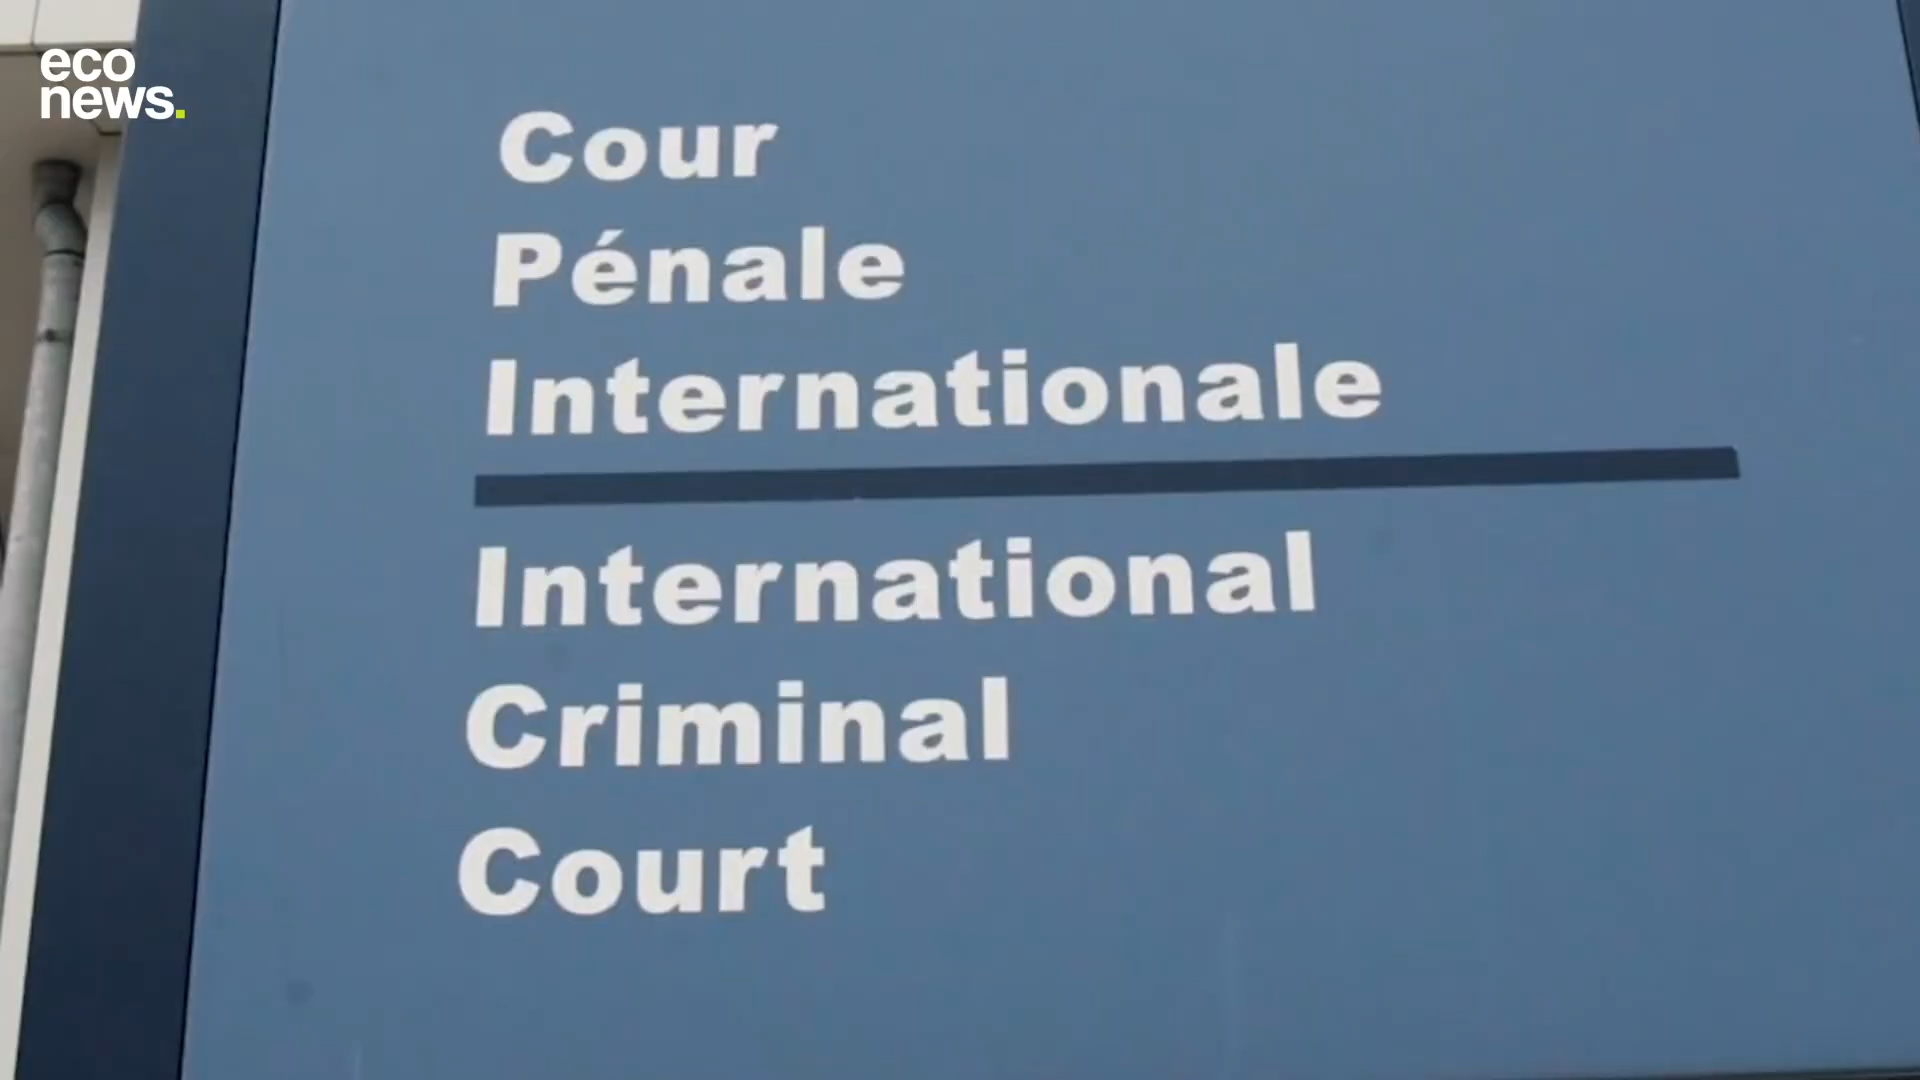 eco
news.
Cour
Pénale
Internationale
International
Criminal
Court